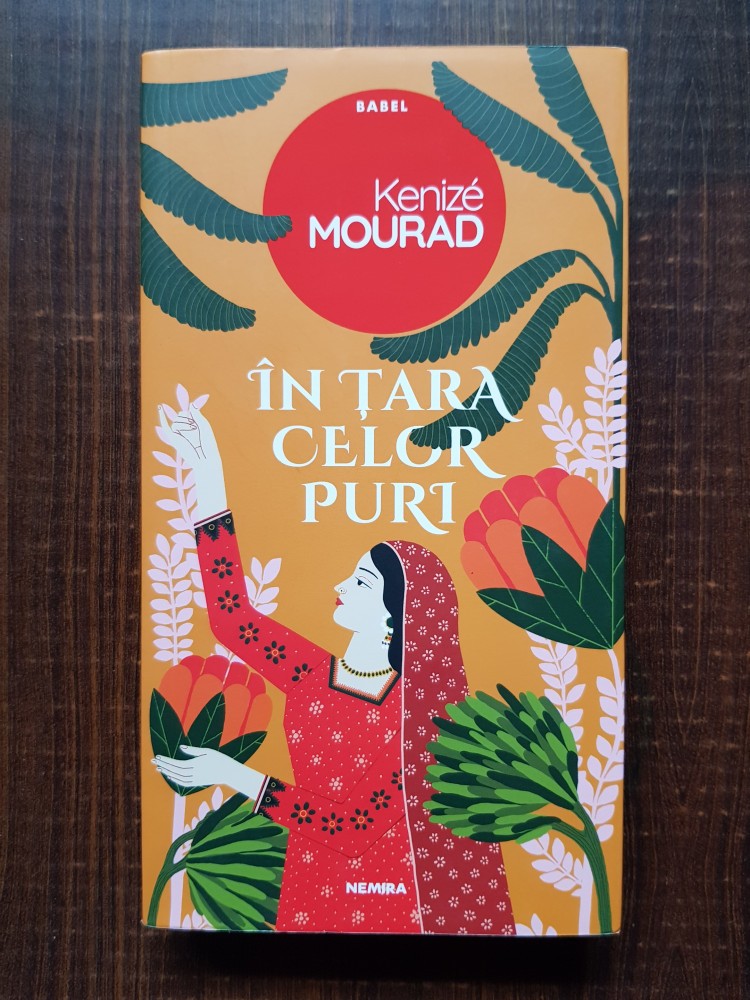 BABEL
Kenizé
MOURAD
ÎN ȚARA
CELOR
PURI
NEMIRA